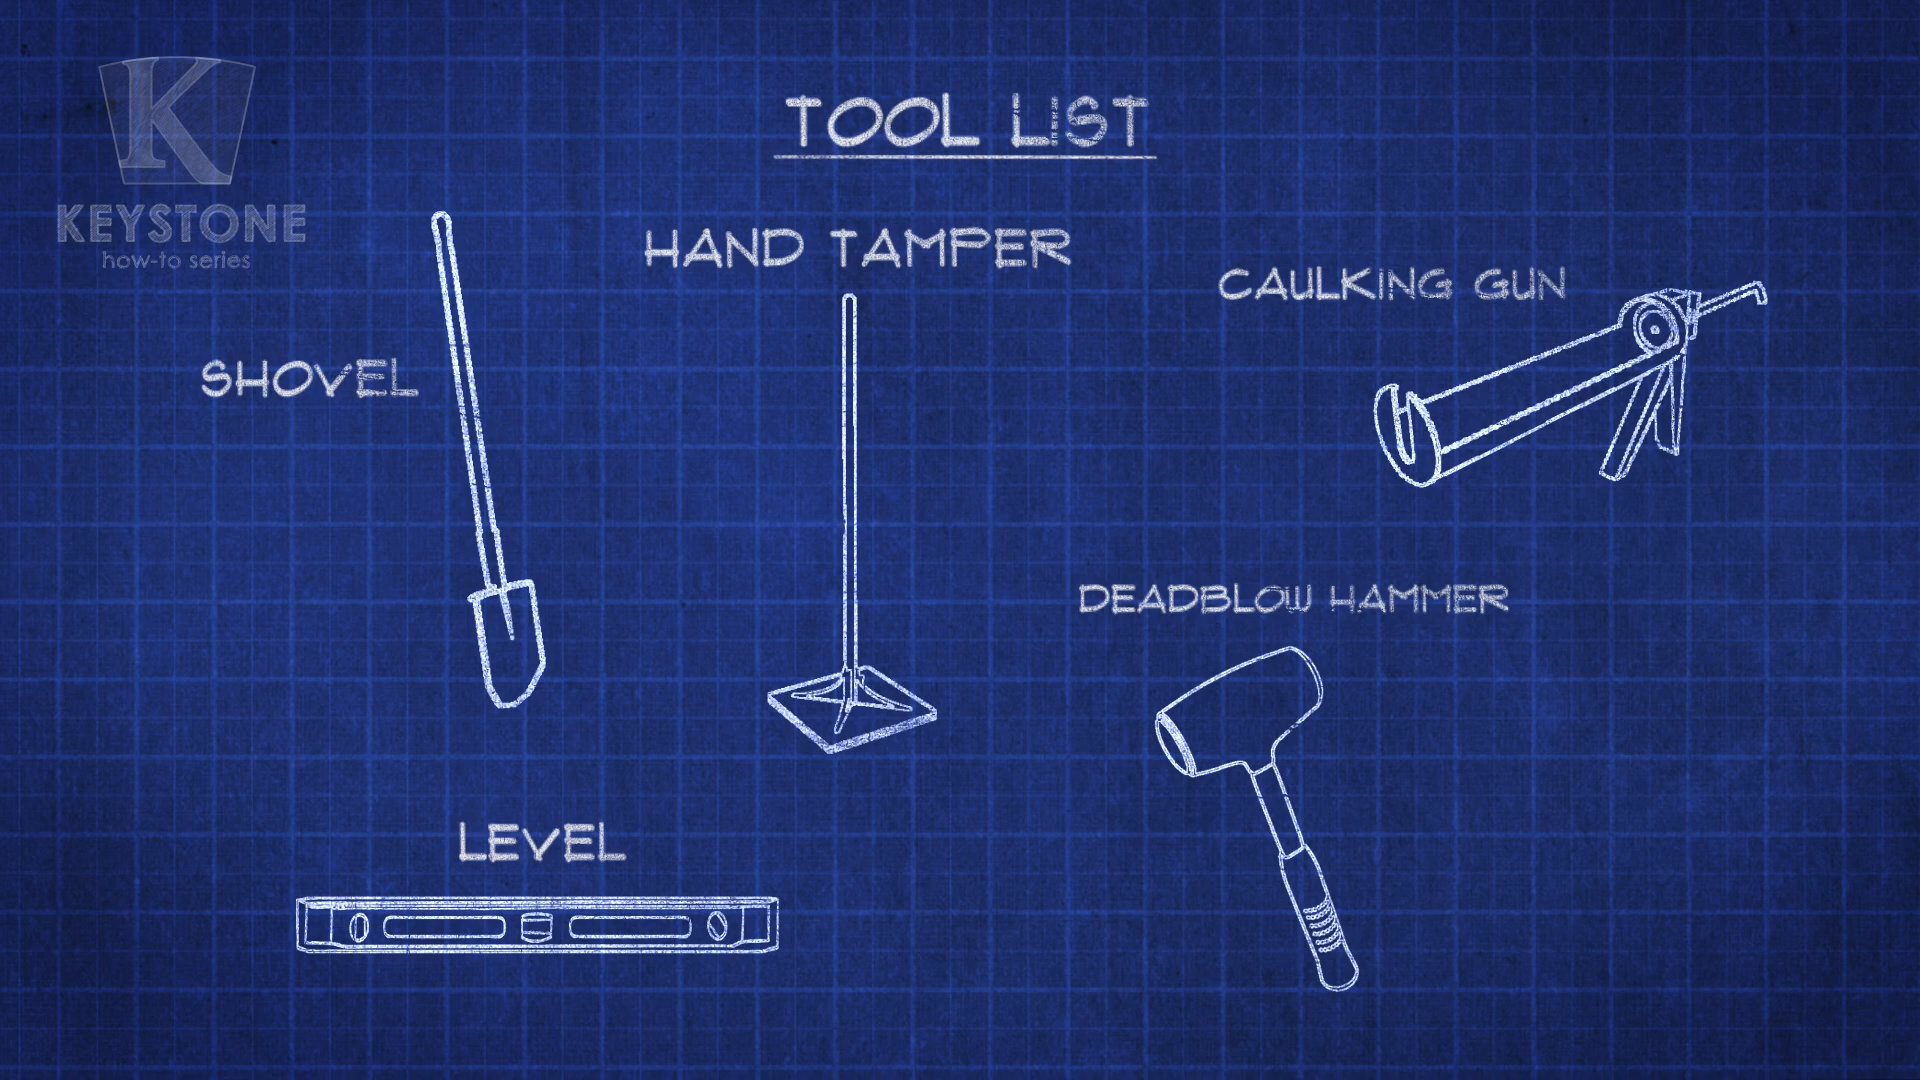 TOOL LIST
KEYSTONE
how-to series
HAND TAMPER
CAULKING GUN
SHOVEL
DEADBLOW HAMMER
LEVEL